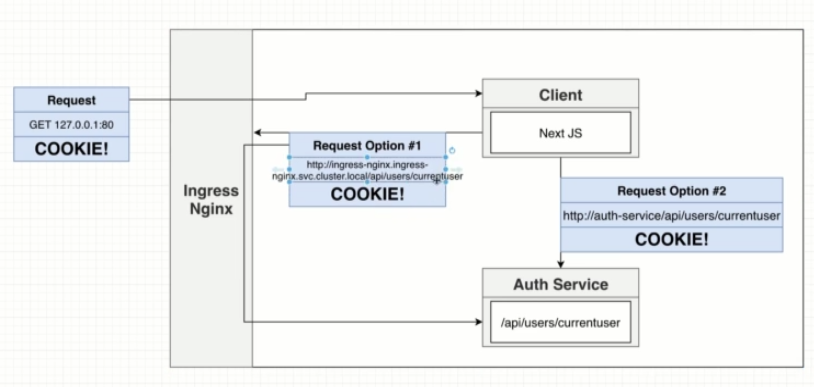 Request
GET 127.0.0.1:80
COOKIE!
Ingress
Nginx
Client
Next JS
Request Option #1
http://ingress-nginx.ingress-
nginx.svc.cluster.local/api/users/currentuser
COOKIE!
Request Option #2
http://auth-service/api/users/currentuser
COOKIE!
Auth Service
/api/users/currentuser